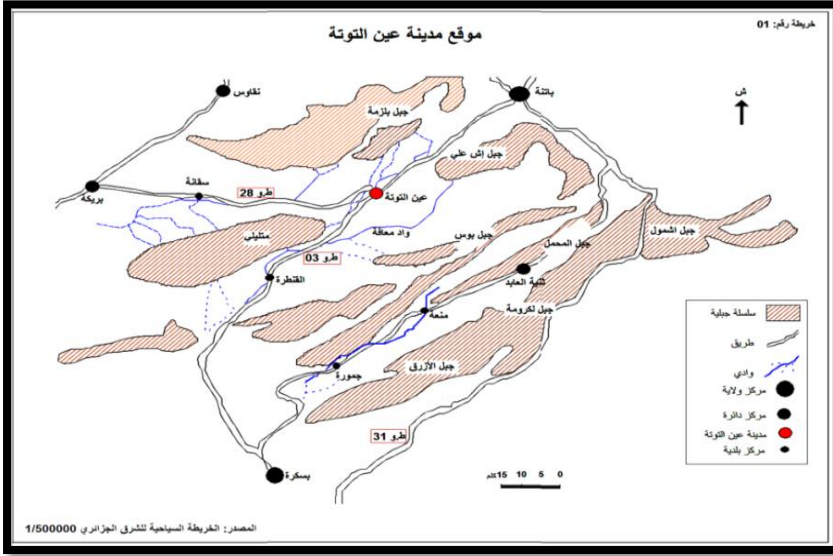 خريطة رقم: 01
موقع مدينة عين التوتة
ش
نقاوس
باتنة
جبل بلزمة
جبل إش علي
سقانة
ط.و 28
عين التوتة
بريكة
متليلي
واد معافة
جبل بوس
جبل المحمل
جبل اشمول
ط.و 03
القنطرة
ثنية العابد
جبل لكرومة
منعة
جمورة
جبل الأزرق
ط.و 31
بسكرة
سلسلة جبلية
طريق
وادي
مركز ولاية
مركز دائرة
مدينة عين التوتة
مركز بلدية
0 5 10 15كلم
المصدر: الخريطة السياحية للشرق الجزائري 1/500000